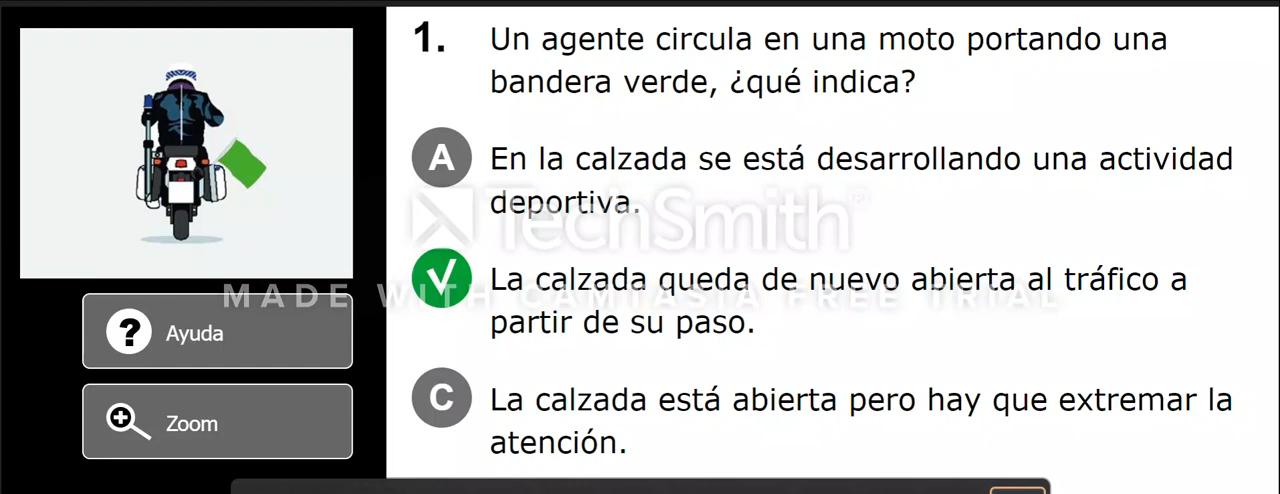 1. Un agente circula en una moto portando una
bandera verde, ¿qué indica?
A En la calzada se está desarrollando una actividad
deportiva.
TechSmith
La calzada queda de nuevo abierta al tráfico a
MADE WITH CAMTASIA FREE TRIAL
partir de su paso.
? Ayuda
C La calzada está abierta pero hay que extremar la
Zoom
atención.